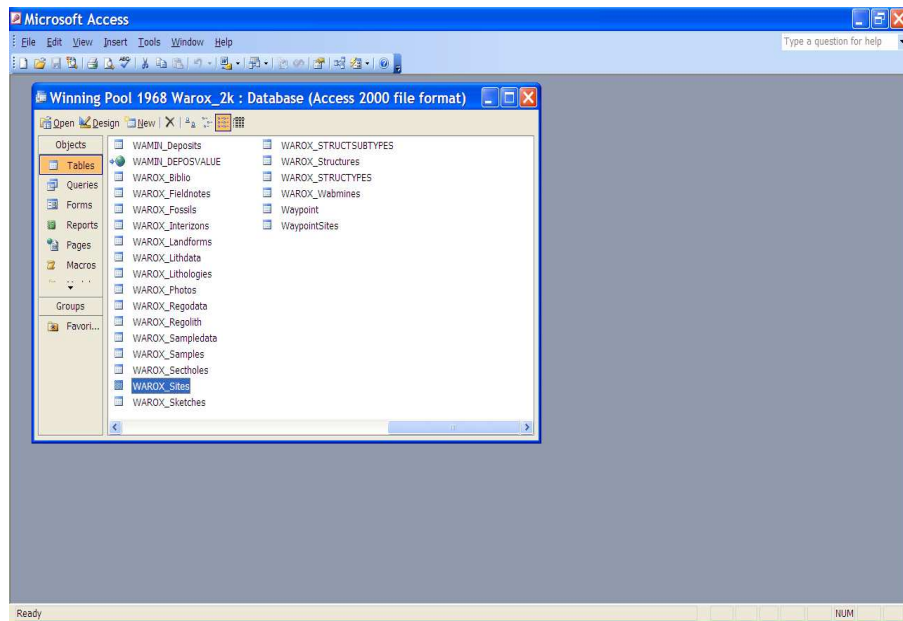 Microsoft Access
File Edit View Insert Tools Window Help
Type a question for help
Winning Pool 1968 Warox_2k : Database (Access 2000 file format)
Open Design New
Objects
Tables
Queries
Forms
Reports
Pages
Macros
Groups
Favori...
WAMIN_Deposits
WAMIN_DEPOSVALUE
WAROX_Biblio
WAROX_Fieldnotes
WAROX_Fossils
WAROX_Interizons
WAROX_Landforms
WAROX_Lithdata
WAROX_Lithologies
WAROX_Photos
WAROX_Regodata
WAROX_Regolith
WAROX_Sampledata
WAROX_Samples
WAROX_Sectholes
WAROX_Sites
WAROX_Sketches
WAROX_STRUCTSUBTYPES
WAROX_Structures
WAROX_STRUCTYPES
WAROX_Wabmines
Waypoint
WaypointSites
Ready
NUM